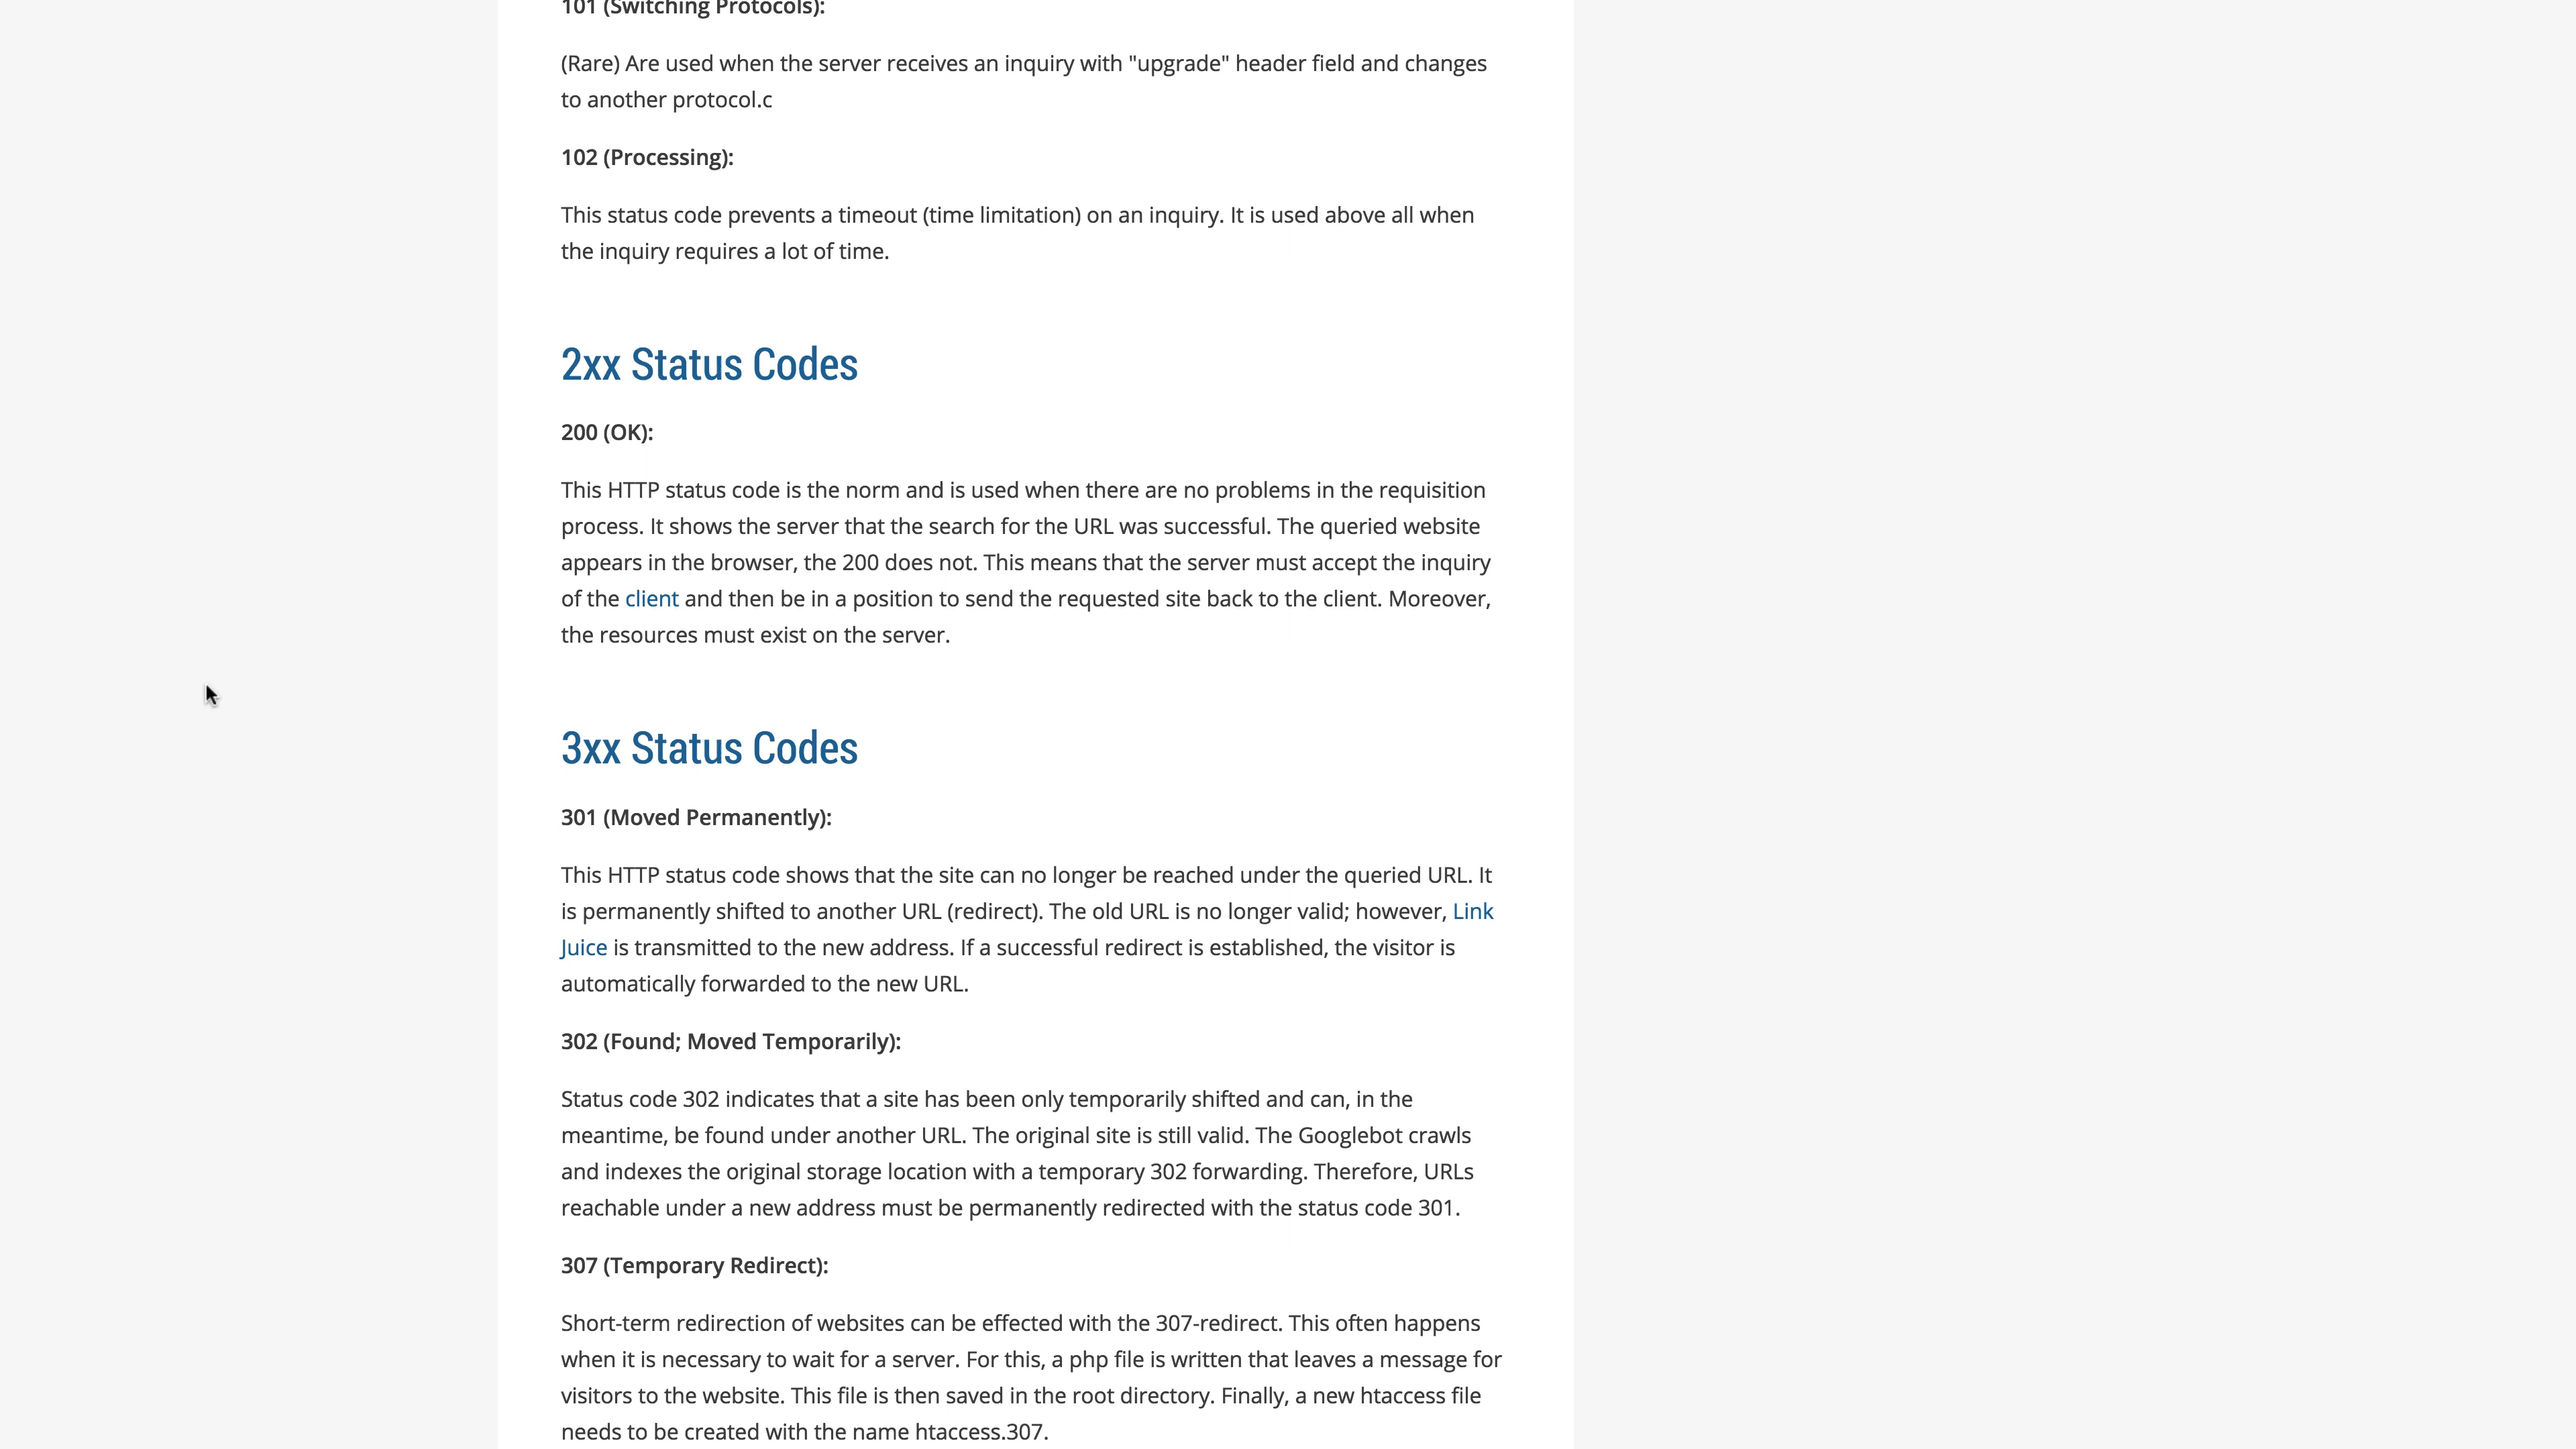 101 (Switching Protocols):
(Rare) Are used when the server receives an inquiry with "upgrade" header field and changes
to another protocol.c
102 (Processing):
This status code prevents a timeout (time limitation) on an inquiry. It is used above all when
the inquiry requires a lot of time.
2xx Status Codes
200 (OK):
This HTTP status code is the norm and is used when there are no problems in the requisition
process. It shows the server that the search for the URL was successful. The queried website
appears in the browser, the 200 does not. This means that the server must accept the inquiry
of the client and then be in a position to send the requested site back to the client. Moreover,
the resources must exist on the server.
3xx Status Codes
301 (Moved Permanently):
This HTTP status code shows that the site can no longer be reached under the queried URL. It
is permanently shifted to another URL (redirect). The old URL is no longer valid; however, Link
Juice is transmitted to the new address. If a successful redirect is established, the visitor is
automatically forwarded to the new URL.
302 (Found; Moved Temporarily):
Status code 302 indicates that a site has been only temporarily shifted and can, in the
meantime, be found under another URL. The original site is still valid. The Googlebot crawls
and indexes the original storage location with a temporary 302 forwarding. Therefore, URLs
reachable under a new address must be permanently redirected with the status code 301.
307 (Temporary Redirect):
Short-term redirection of websites can be effected with the 307-redirect. This often happens
when it is necessary to wait for a server. For this, a php file is written that leaves a message for
visitors to the website. This file is then saved in the root directory. Finally, a new htaccess file
needs to be created with the name htaccess.307.